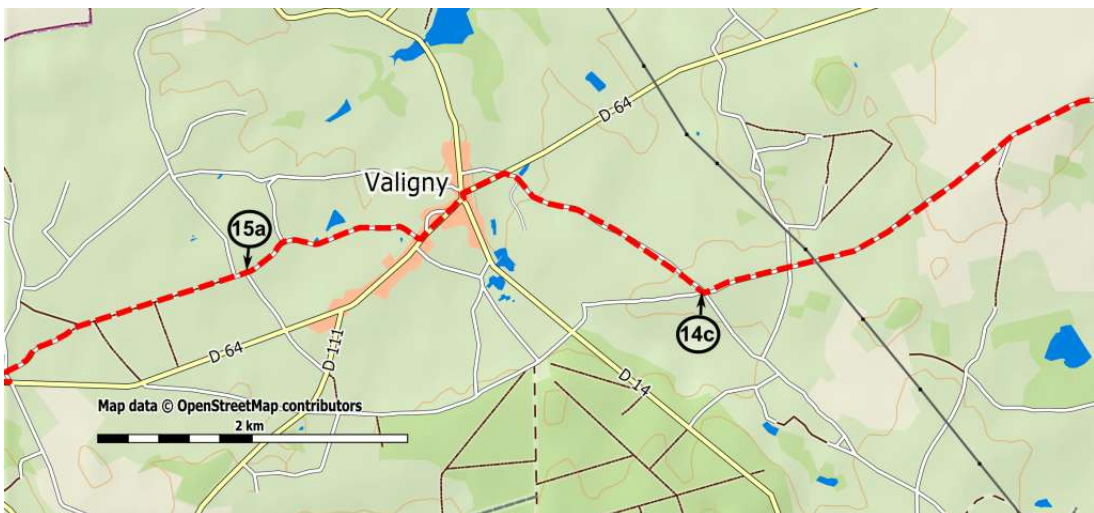 D-64
Valigny
15a
14c
D-64
D-111
D-14
Map data © OpenStreetMap contributors
2 km